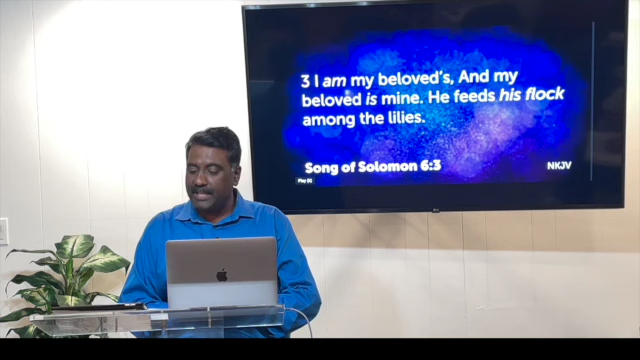 3 I am my beloved's, And my
beloved is mine. He feeds his flock
among the lilies.
Song of Solomon 6:3
NKJV